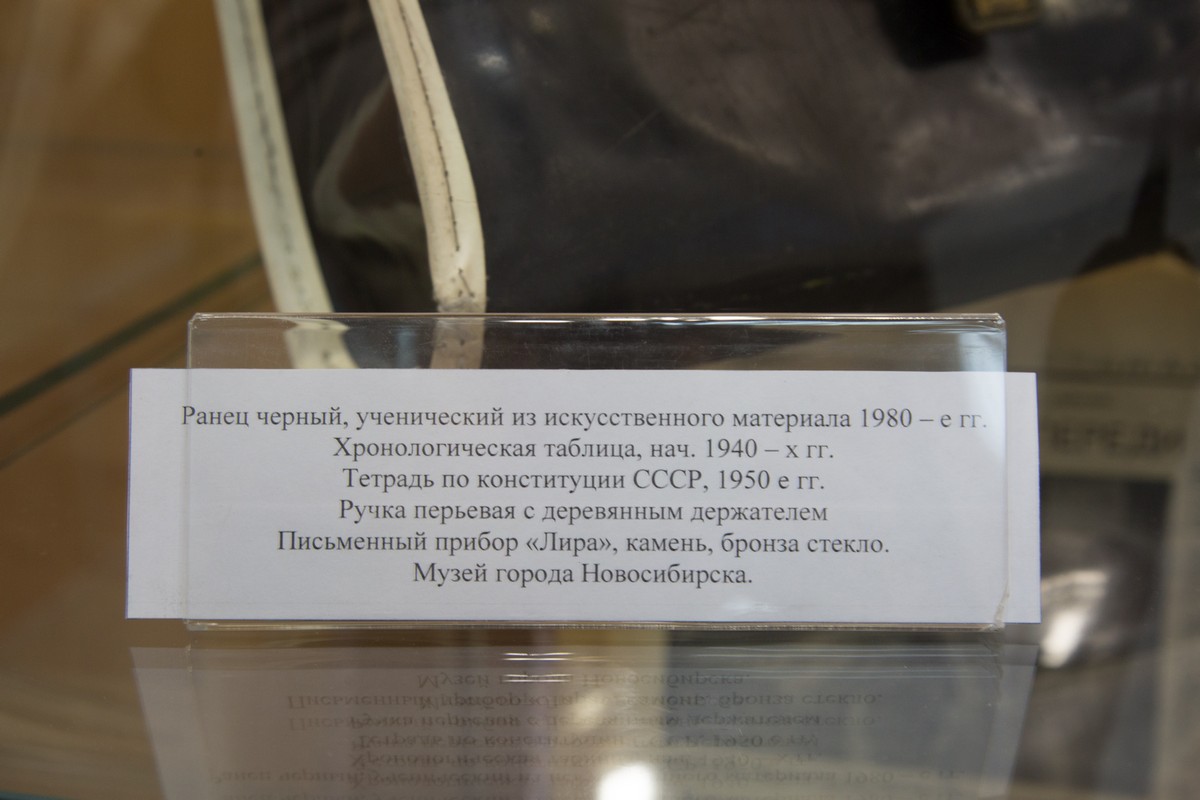 Ранец черный, ученический из искусственного материала 1980 – е гг.
Хронологическая таблица, нач. 1940 – х гг.
Тетрадь по конституции СССР, 1950 е гг.
Ручка перьевая с деревянным держателем
Письменный прибор «Лира», камень, бронза стекло.
Музей города Новосибирска.